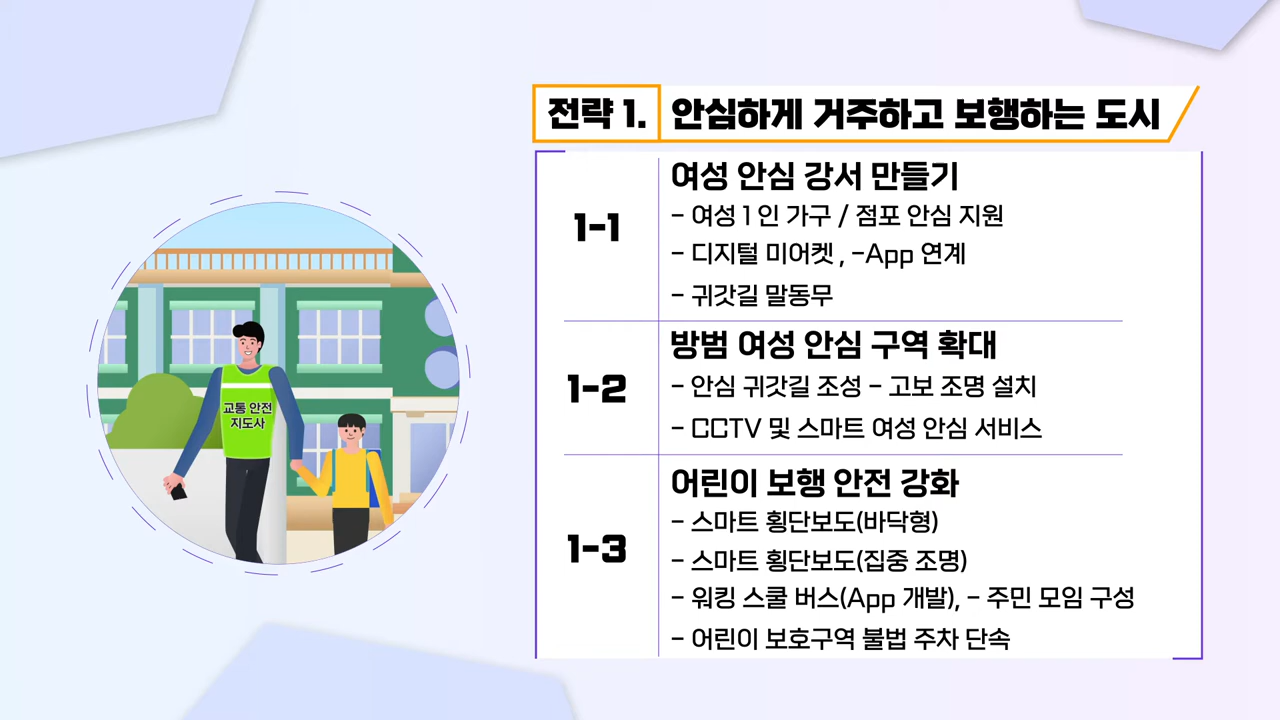 전략 1. 안심하게 거주하고 보행하는 도시
1-1
여성 안심 강서 만들기
- 여성 1인 가구 / 점포 안심 지원
- 디지털 미어켓 , -App 연계
- 귀갓길 말동무
1-2
방범 여성 안심 구역 확대
- 안심 귀갓길 조성 - 고보 조명 설치
- CCTV 및 스마트 여성 안심 서비스
1-3
어린이 보행 안전 강화
- 스마트 횡단보도(바닥형)
- 스마트 횡단보도(집중 조명)
- 워킹 스쿨 버스(App 개발), - 주민 모임 구성
- 어린이 보호구역 불법 주차 단속
교통 안전
지도사